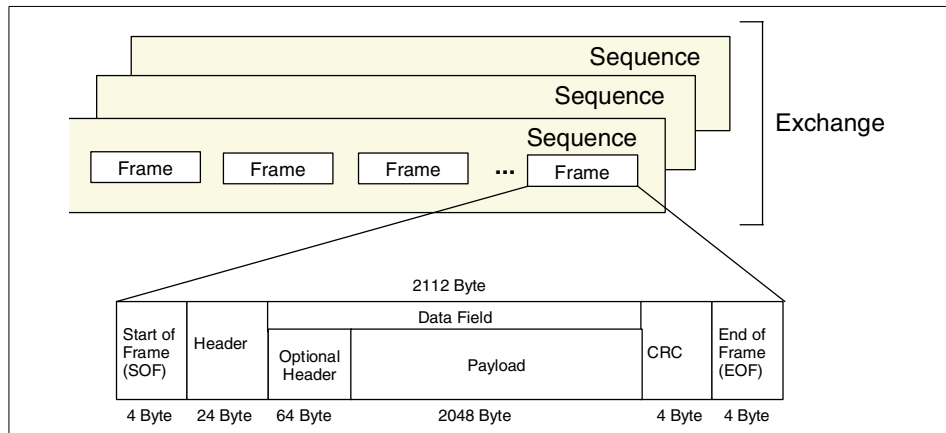 Sequence
Sequence
Exchange
Sequence
Frame Frame Frame ... Frame
2112 Byte
Data Field
Start of
Frame
(SOF)
Header
Optional
Header
Payload
CRC
End of
Frame
(EOF)
4 Byte 24 Byte 64 Byte 2048 Byte 4 Byte 4 Byte